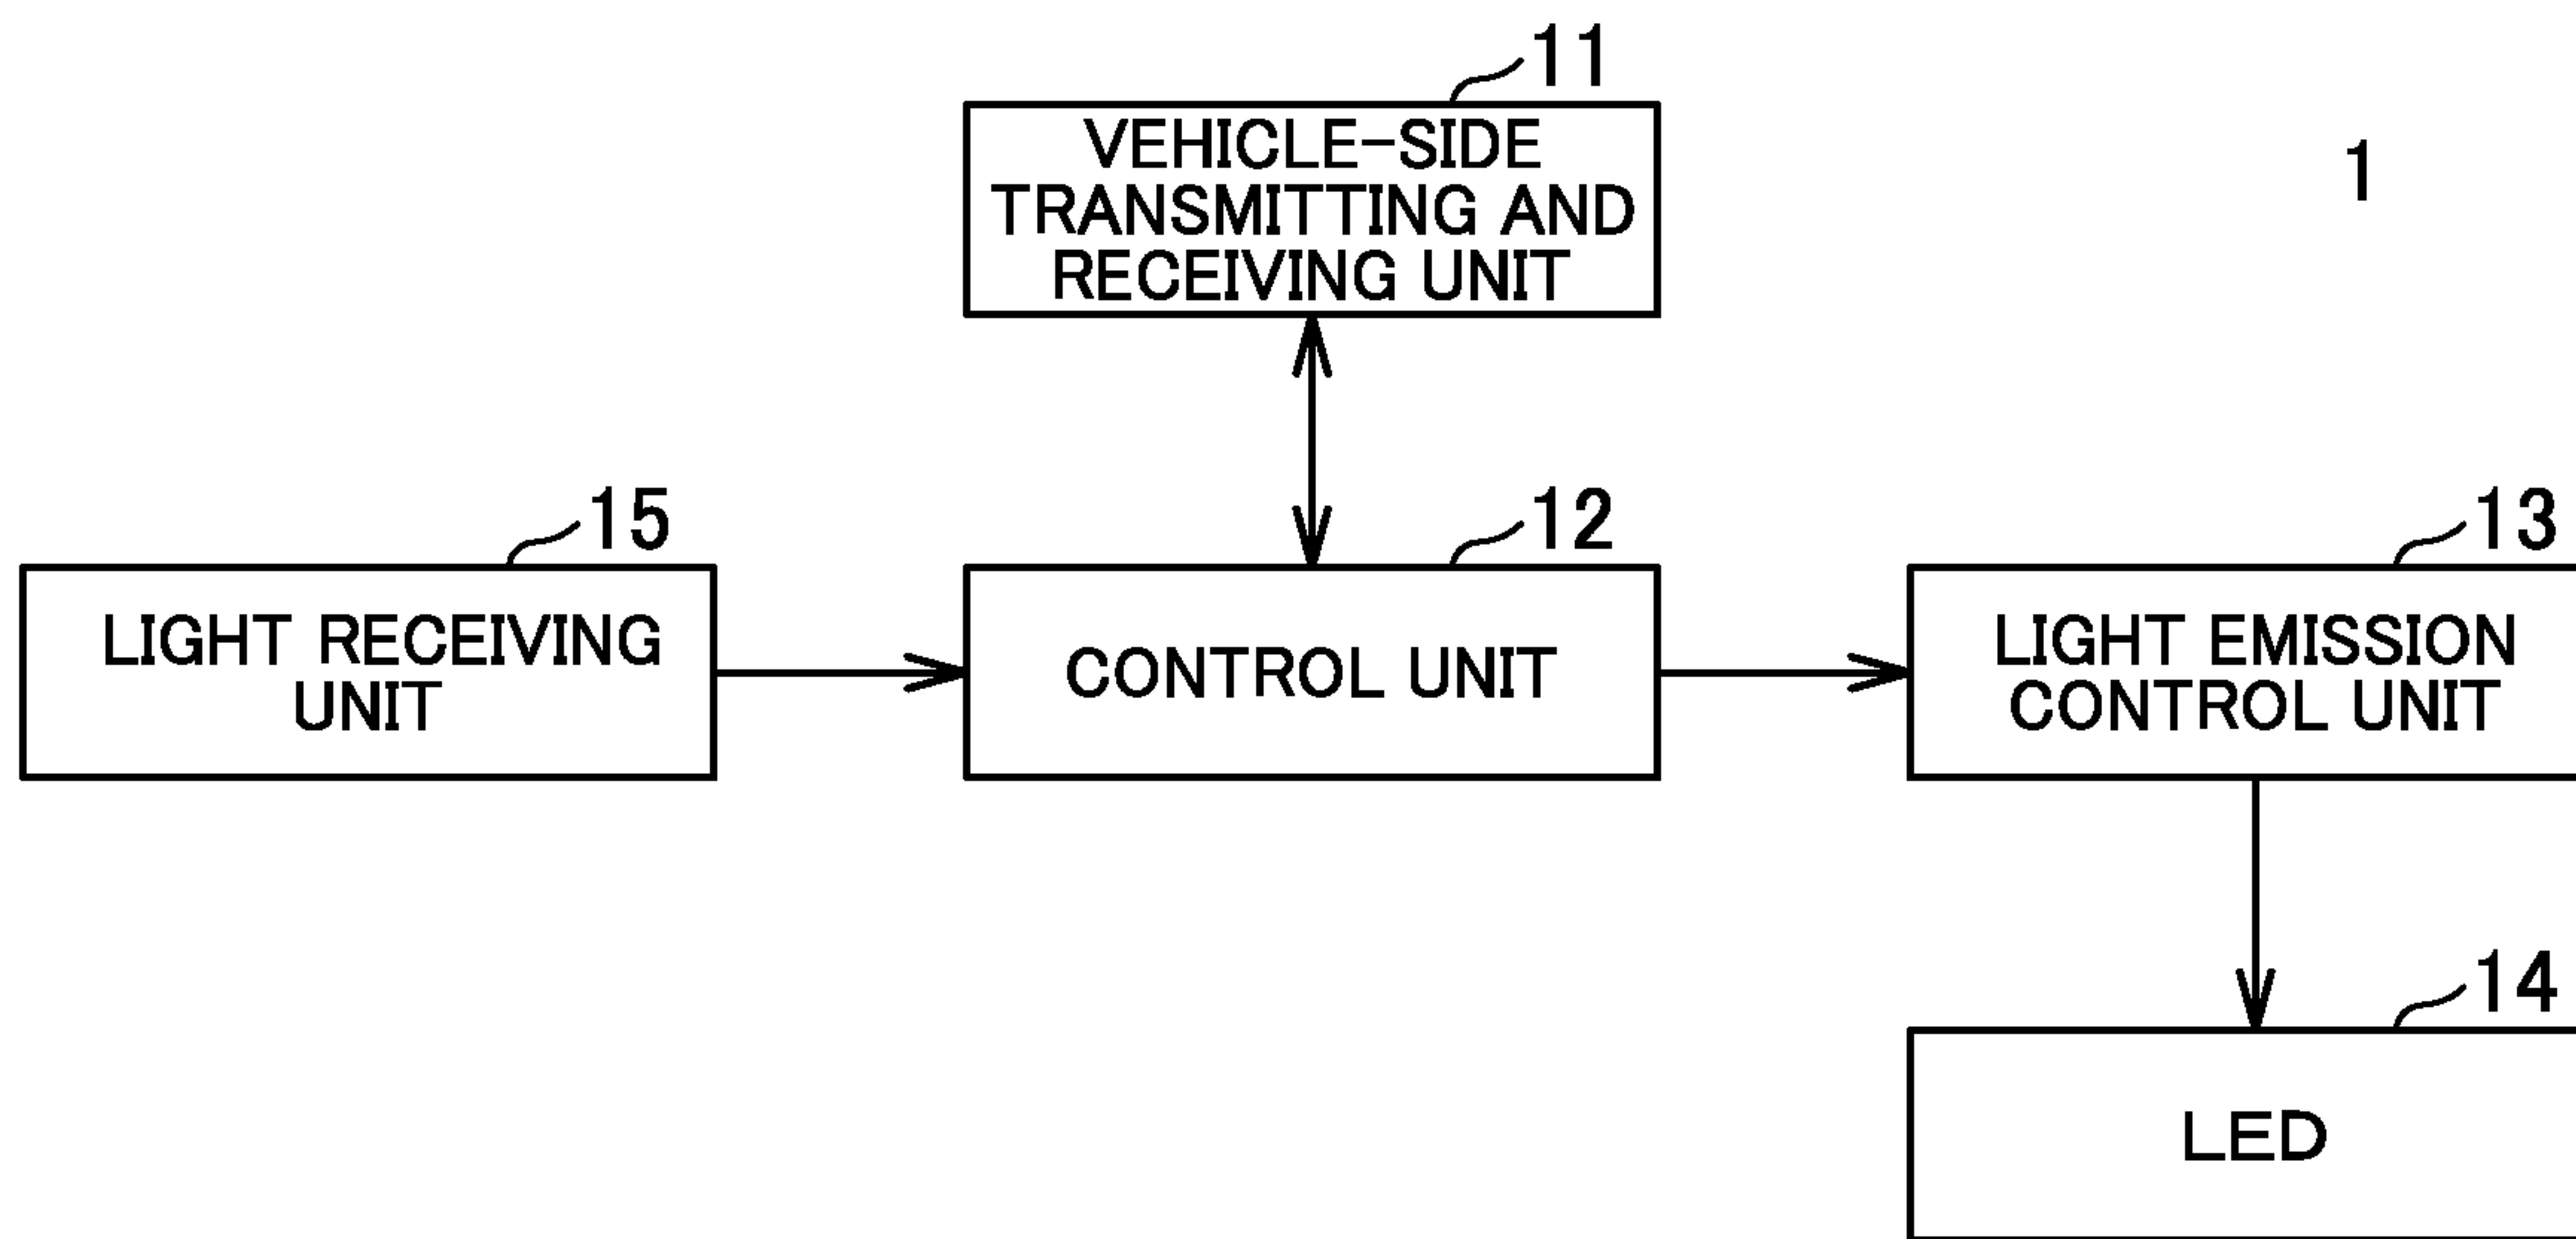 11
VEHICLE-SIDE
TRANSMITTING AND
RECEIVING UNIT
1
15
LIGHT RECEIVING
UNIT
12
CONTROL UNIT
13
LIGHT EMISSION
CONTROL UNIT
14
LED